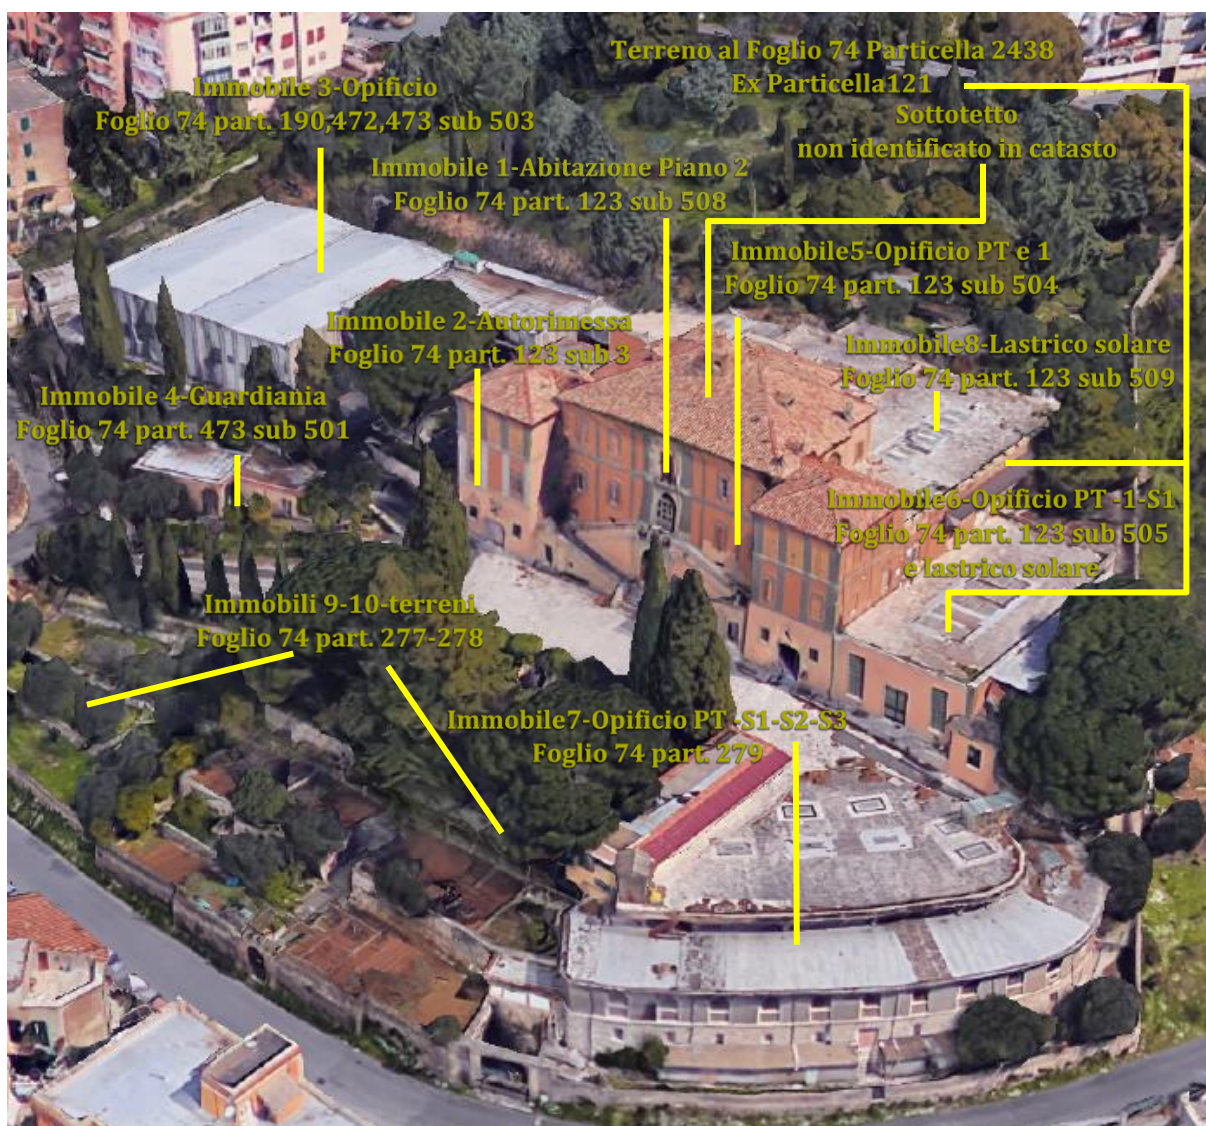 Terreno al Foglio 74 Particella 2438
Ex Particella121
Immobile 3-Opificio
Foglio 74 part. 190,472,473 sub 503
Sottotetto
non identificato in catasto
Immobile 1-Abitazione Piano 2
Foglio 74 part. 123 sub 508
Immobile5-Opificio PT e 1
Foglio 74 part. 123 sub 504
Immobile 2-Autorimessa
Foglio 74 part. 123 sub 3
Immobile8-Lastrico solare
Foglio 74 part. 123 sub 509
Immobile 4-Guardiania
Foglio 74 part. 473 sub 501
Immobile6-Opificio PT -1-S1
Foglio 74 part. 123 sub 505
e lastrico solare
Immobili 9-10-terreni
Foglio 74 part. 277-278
Immobile7-Opificio PT -S1-S2-S3
Foglio 74 part. 279